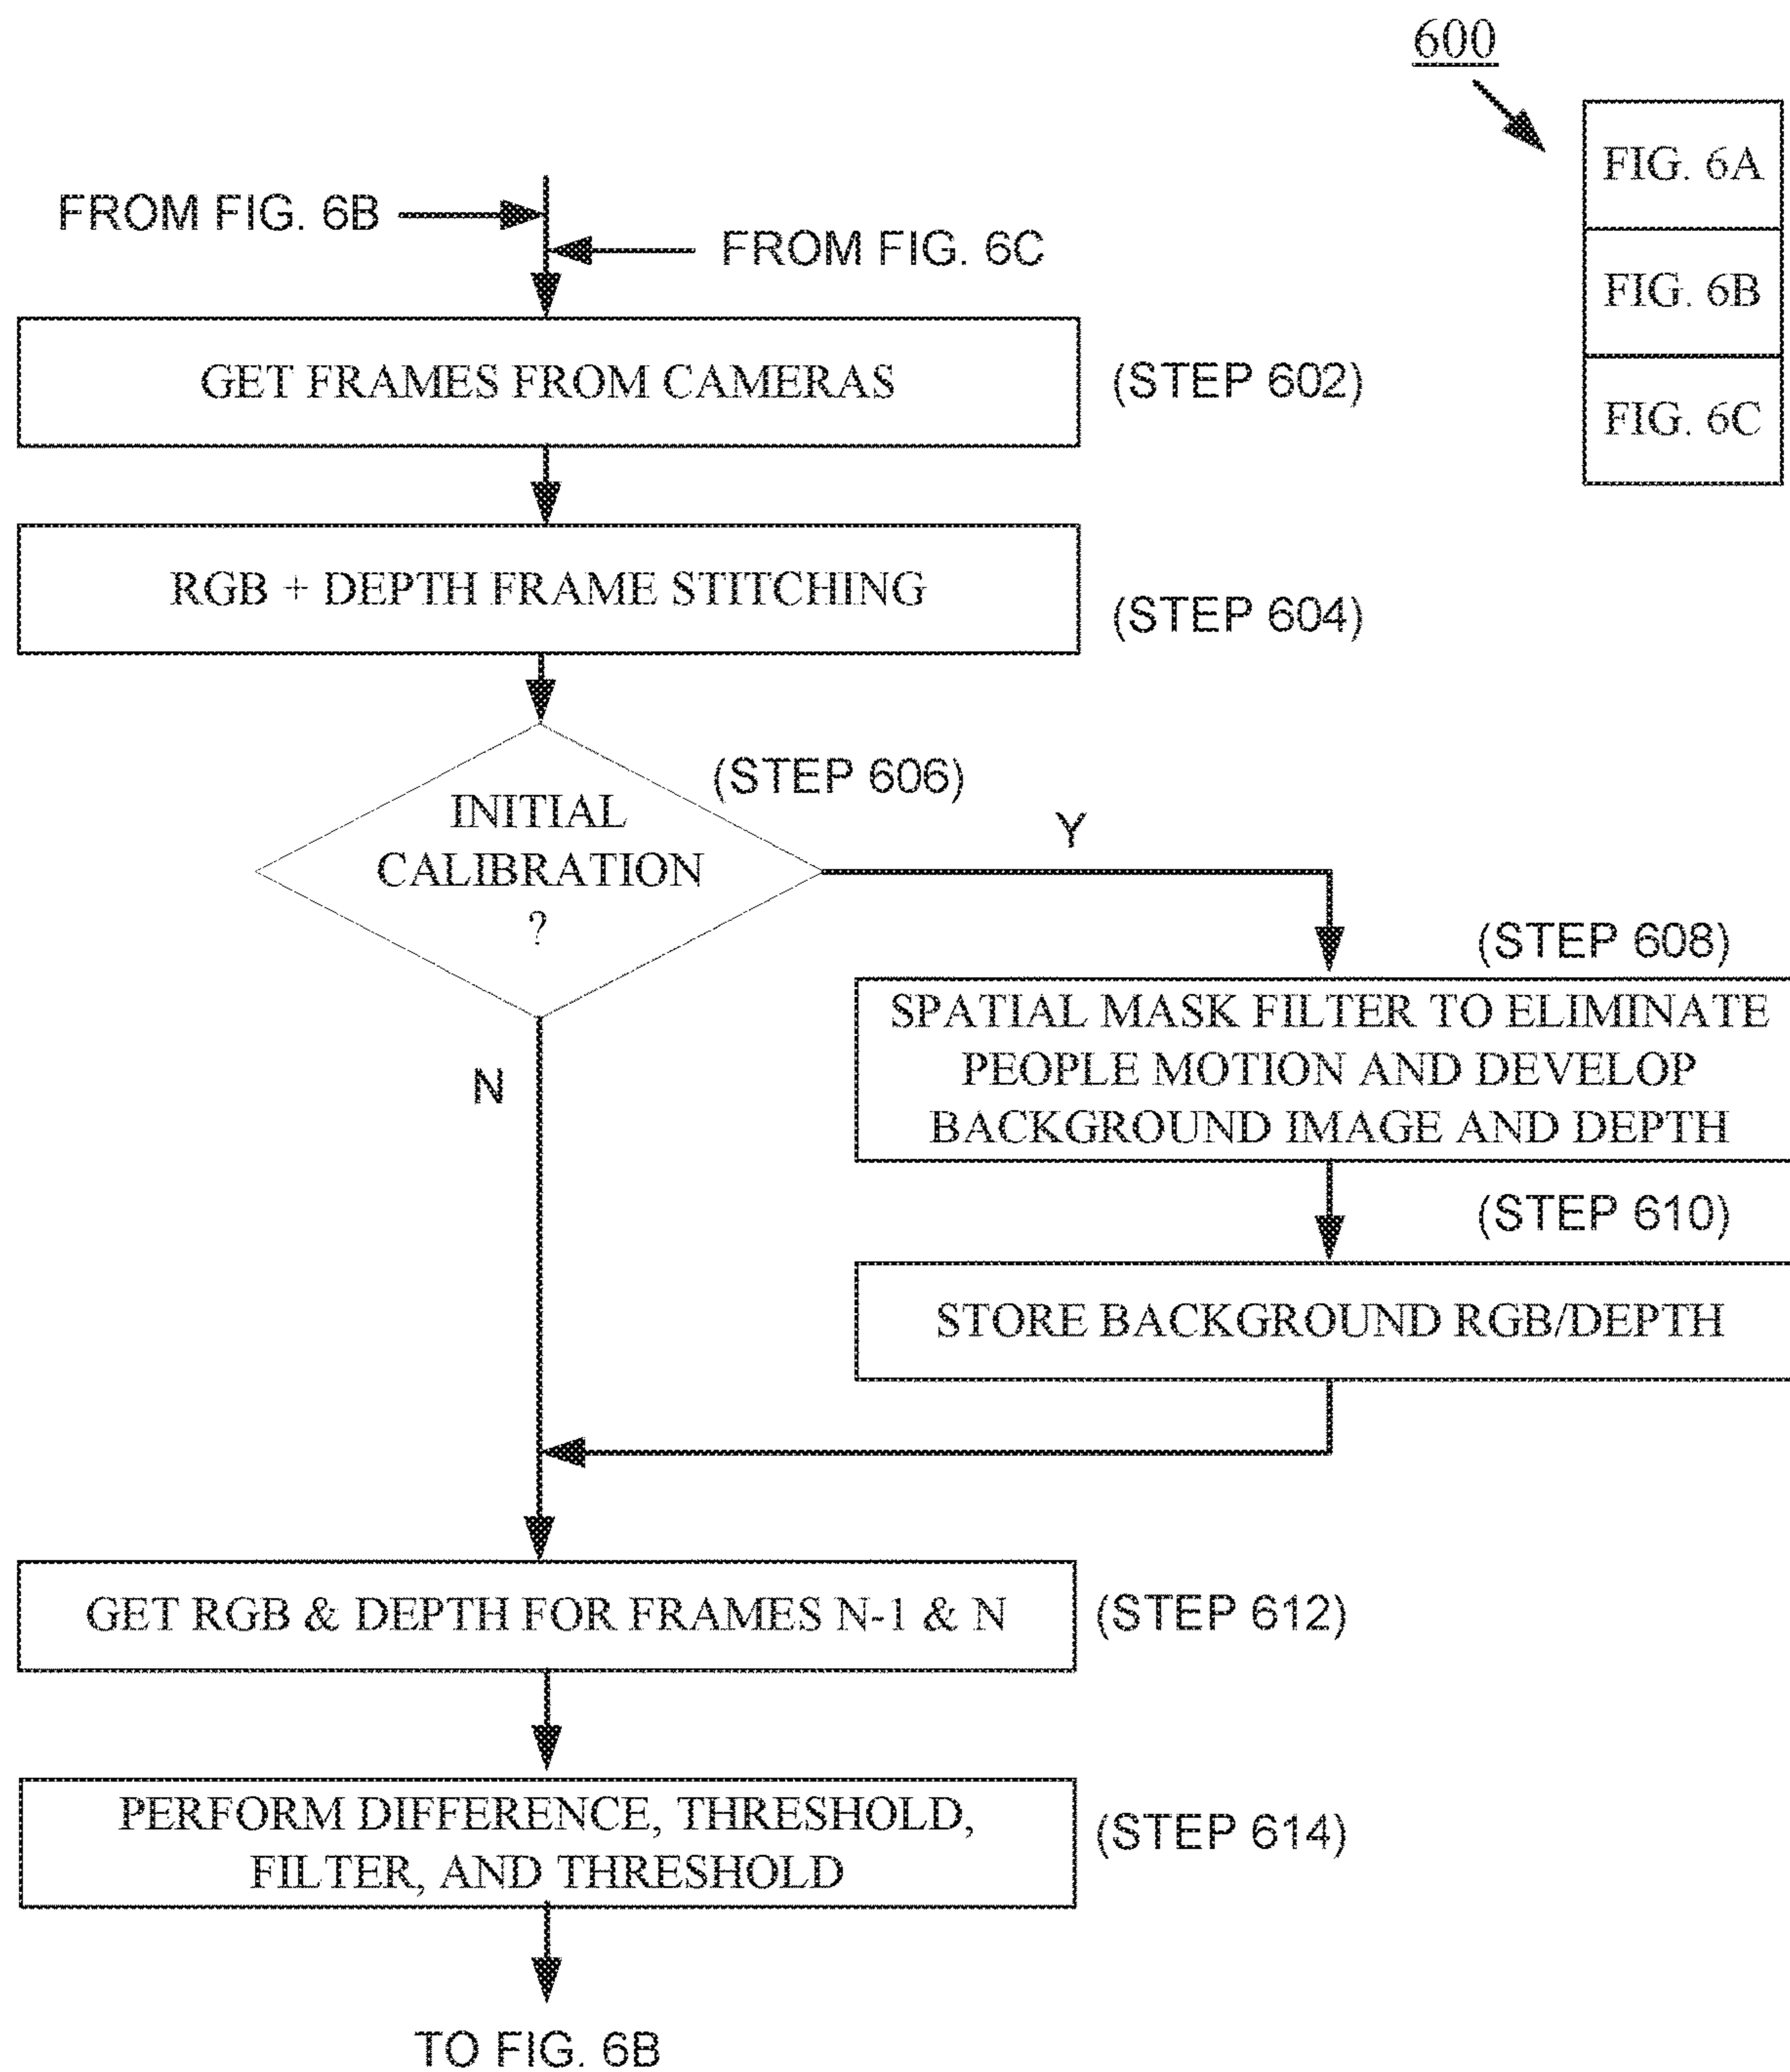 600
FIG. 6A
FIG. 6B
FIG. 6C
FROM FIG. 6B
FROM FIG. 6C
GET FRAMES FROM CAMERAS
(STEP 602)
RGB + DEPTH FRAME STITCHING
(STEP 604)
(STEP 606)
INITIAL
CALIBRATION
?
Y
N
(STEP 608)
SPATIAL MASK FILTER TO ELIMINATE
PEOPLE MOTION AND DEVELOP
BACKGROUND IMAGE AND DEPTH
(STEP 610)
STORE BACKGROUND RGB/DEPTH
GET RGB & DEPTH FOR FRAMES N-1 & N
(STEP 612)
PERFORM DIFFERENCE, THRESHOLD,
FILTER, AND THRESHOLD
(STEP 614)
TO FIG. 6B